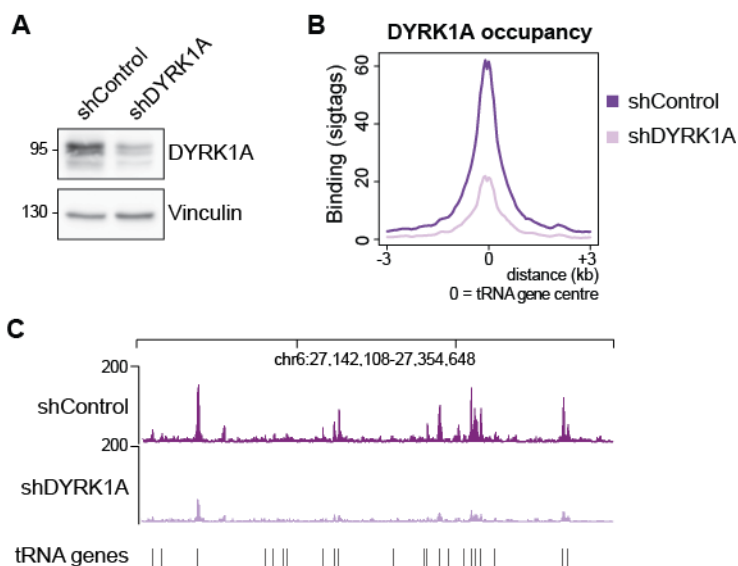 A
shControl
shDYRK1A
95
DYRK1A
130
Vinculin
B
DYRK1A occupancy
Binding (sigtags)
60
40
20
0
-3
0
+3
distance (kb)
0 = tRNA gene centre
shControl
shDYRK1A
C
chr6:27,142,108-27,354,648
200
shControl
200
shDYRK1A
tRNA genes